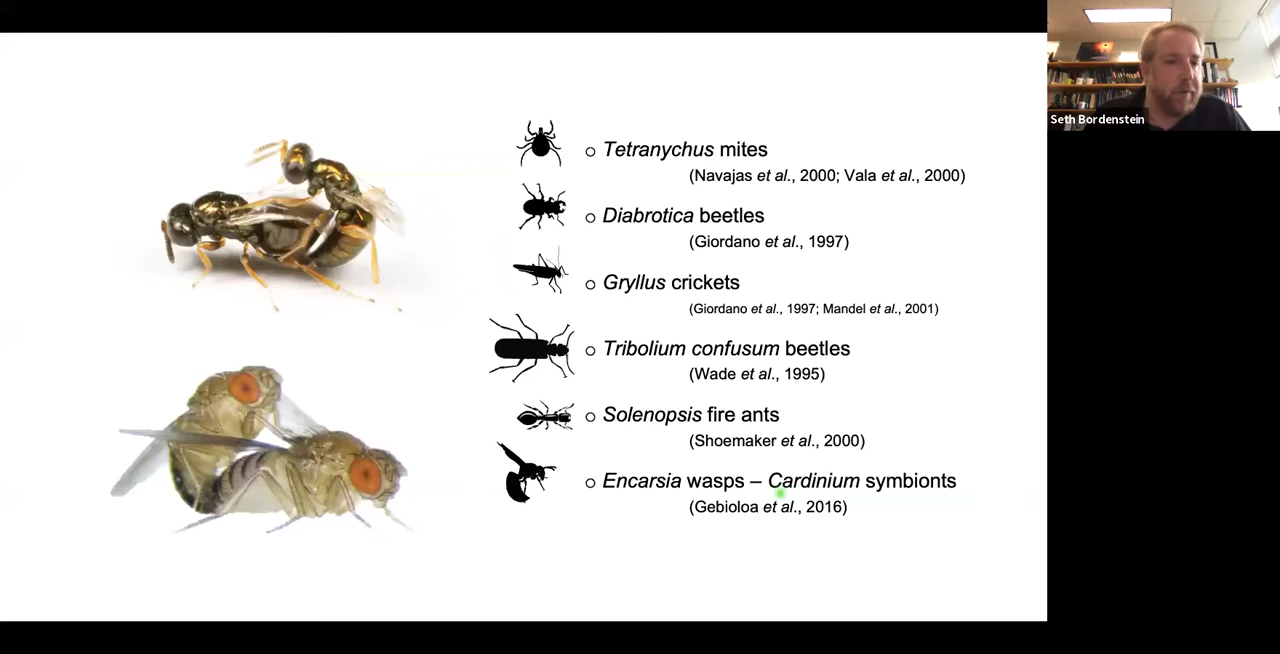 Seth Bordenstein
○ Tetranychus mites
(Navajas et al., 2000; Vala et al., 2000)
○ Diabrotica beetles
(Giordano et al., 1997)
○ Gryllus crickets
(Giordano et al., 1997; Mandel et al., 2001)
○ Tribolium confusum beetles
(Wade et al., 1995)
○ Solenopsis fire ants
(Shoemaker et al., 2000)
○ Encarsia wasps – Cardinium symbionts
(Gebioloa et al., 2016)